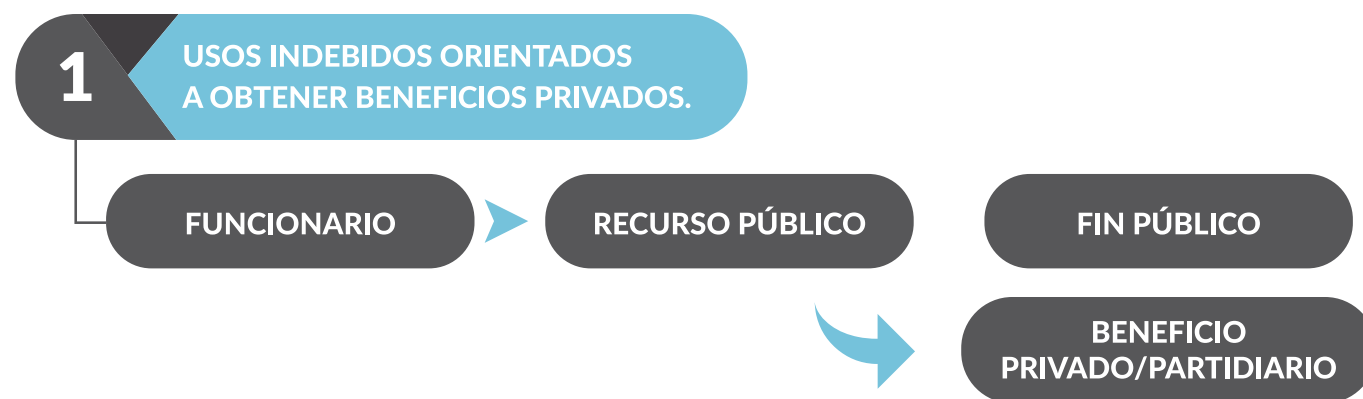 1
USOS INDEBIDOS ORIENTADOS
A OBTENER BENEFICIOS PRIVADOS.
FUNCIONARIO
RECURSO PÚBLICO
FIN PÚBLICO
BENEFICIO
PRIVADO/PARTIDIARIO